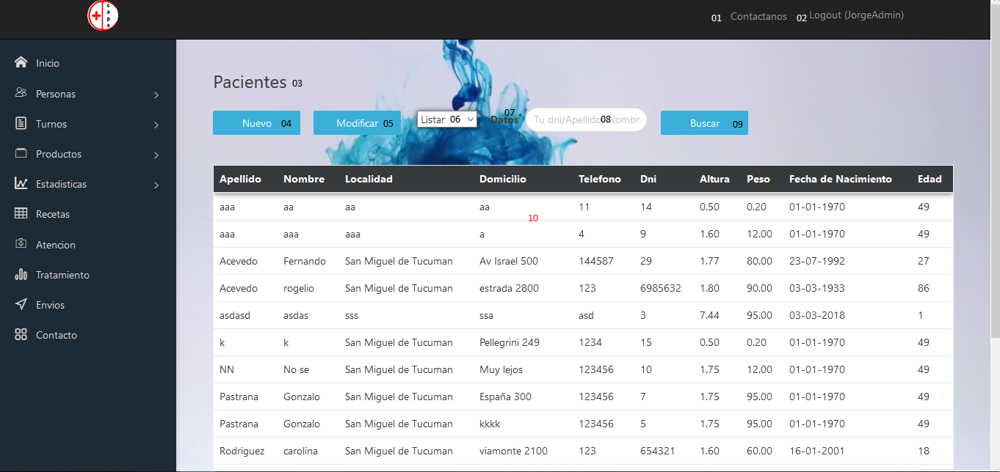 caps
01 Contactanos 02 Logout (JorgeAdmin)
Inicio
Personas
Turnos
Productos
Estadisticas
Recetas
Atencion
Tratamiento
Envios
Contacto
Pacientes 03
Nuevo 04 Modificar 05 Listar 06 07 Datos* Tu dni/Apellido 08 Nombr Buscar 09
Apellido Nombre Localidad Domicilio Telefono Dni Altura Peso Fecha de Nacimiento Edad
aaa aa aa aa 11 14 0.50 0.20 01-01-1970 49
10
aaa aaa aaa a 4 9 1.60 12.00 01-01-1970 49
Acevedo Fernando San Miguel de Tucuman Av Israel 500 144587 29 1.77 80.00 23-07-1992 27
Acevedo rogelio San Miguel de Tucuman estrada 2800 123 6985632 1.80 90.00 03-03-1933 86
asdasd asdas sss ssa asd 3 7.44 95.00 03-03-2018 1
k k San Miguel de Tucuman Pellegrini 249 1234 15 0.50 0.20 01-01-1970 49
NN No se San Miguel de Tucuman Muy lejos 123456 10 1.75 12.00 01-01-1970 49
Pastrana Gonzalo San Miguel de Tucuman España 300 123456 7 1.75 95.00 01-01-1970 49
Pastrana Gonzalo San Miguel de Tucuman kkkk 123456 5 1.75 95.00 01-01-1970 49
Rodriguez carolina San Miguel de Tucuman viamonte 2100 123 654321 1.60 60.00 16-01-2001 18